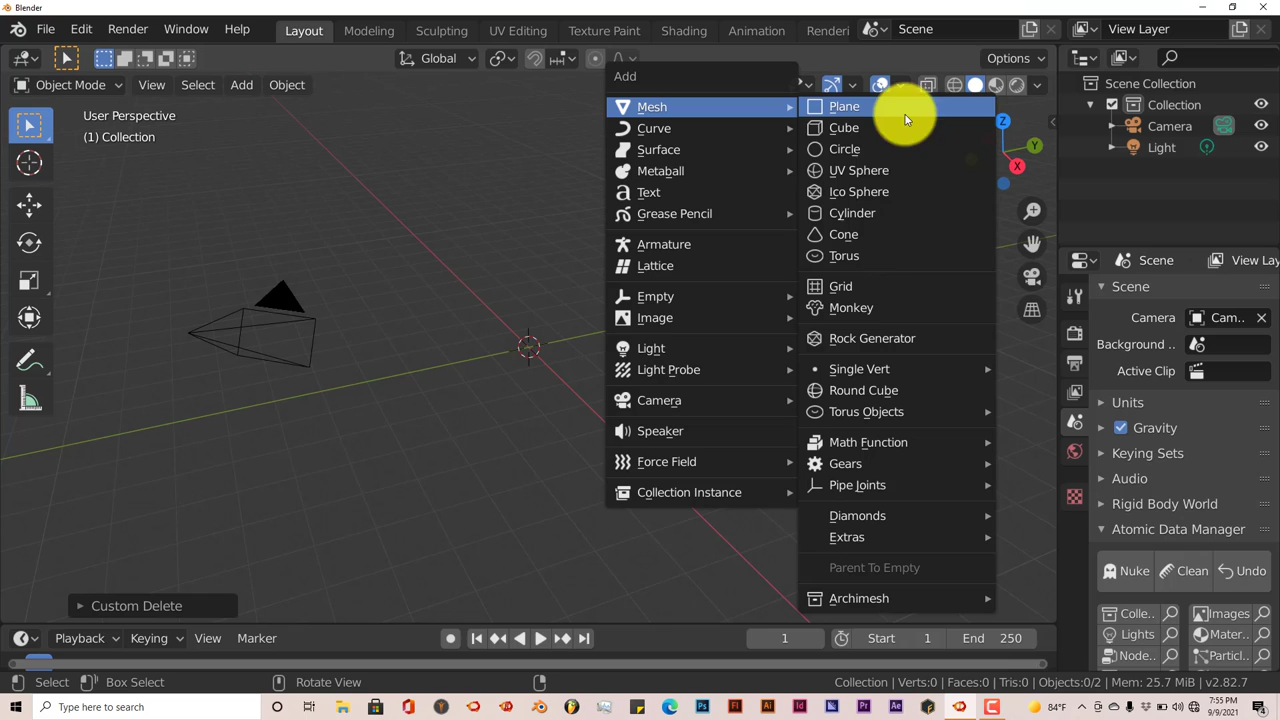 Blender
File Edit Render Window Help Layout Modeling Sculpting UV Editing Texture Paint Shading Animation Renderi Scene View Layer
Global Options
Object Mode View Select Add Object
User Perspective
(1) Collection
Add
Mesh
Curve
Surface
Metaball
Text
Grease Pencil
Armature
Lattice
Empty
Image
Light
Light Probe
Camera
Speaker
Force Field
Collection Instance
Plane
Cube
Circle
UV Sphere
Ico Sphere
Cylinder
Cone
Torus
Grid
Monkey
Rock Generator
Single Vert
Round Cube
Torus Objects
Math Function
Gears
Pipe Joints
Diamonds
Extras
Parent To Empty
Archimesh
Z
Y
X
Scene Collection
Collection
Camera
Light
Scene View Lay
Scene
Camera Cam...
Background ...
Active Clip
Units
Gravity
Keying Sets
Audio
Rigid Body World
Atomic Data Manager
Nuke Clean Undo
Colle... Images
Lights Mater...
Node... Particl...
Custom Delete
Playback Keying View Marker 1 Start 1 End 250
Select Box Select Rotate View Collection | Verts:0 | Faces:0 | Tris:0 | Objects:0/2 | Mem: 25.7 MiB | v2.82.7
Type here to search
Ps Fl Ai Id Br Pr Ae
84°F
7:55 PM
9/9/2021